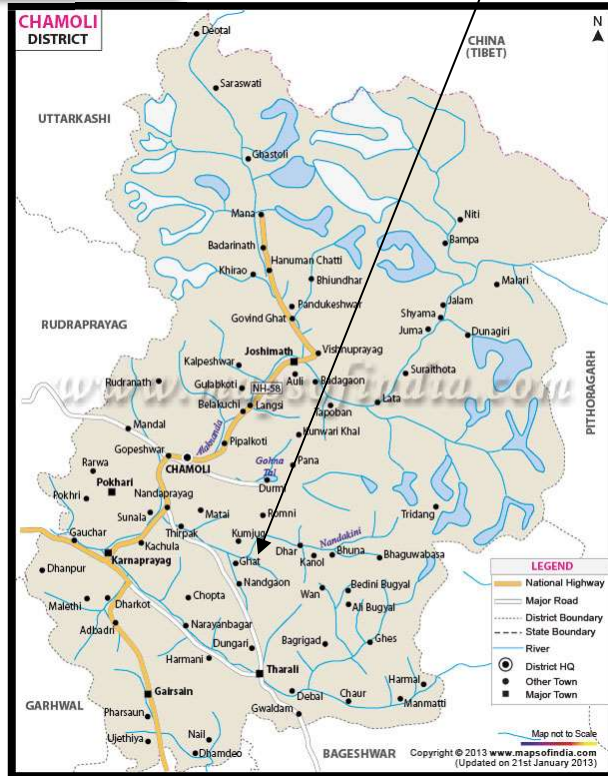 CHAMOLI
DISTRICT
N
Deotal
CHINA
(TIBET)
Saraswati
UTTARKASHI
Ghastoli
Mana
Niti
Badarinath
Bampa
Hanuman Chatti
Khirao
Bhiundhar
Malari
Pandukeshwar
Jalam
Govind Ghat
Shyama
RUDRAPRAYAG
Juma
Dunagiri
Vishnuprayag
Joshimath
Kalpeshwar
Suraithota
Auli
Badagaon
Rudranath
Gulabkoti
NH-58
PITHORAGARH
www.mapsofindia.com
Lata
Belakuchi
Langsi
Tapoban
Mandal
Alaknanda
Kunwari Khal
Pipalkoti
Gopeshwar
CHAMOLI
Gohna
Tal
Pana
Rarwa
Pokhari
Durmi
Nandaprayag
Pokhri
Sunala
Matai
Romni
Tridang
Thirpak
Kumjug
Nandakini
Gauchar
Kachula
Dhar
Bhuna
Karnaprayag
Ghat
Kanol
Bhaguwabasa
Dhanpur
Nandgaon
Wan
Bedini Bugyal
Chopta
Malethi
Dharkot
Ali Bugyal
Adbadri
Narayanbagar
Dungari
Bagrigad
Ghes
Harmani
Tharali
Harmal
Gairsain
Debal
Chaur
Manmatti
GARHWAL
Pharsaun
Gwaldam
Nail
Ujethiya
Dhamdeo
BAGESHWAR
LEGEND
National Highway
Major Road
District Boundary
State Boundary
River
District HQ
Other Town
Major Town
Map not to Scale
Copyright © 2013 www.mapsofindia.com
(Updated on 21st January 2013)